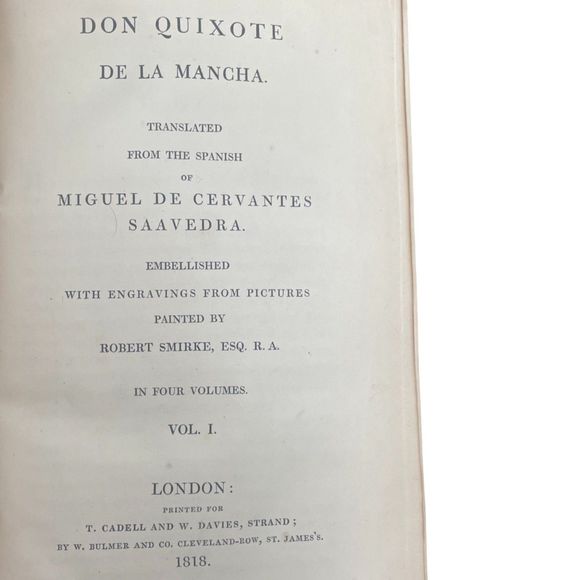 DON QUIXOTE
DE LA MANCHA.
TRANSLATED
FROM THE SPANISH
OF
MIGUEL DE CERVANTES
SAAVEDRA.
EMBELLISHED
WITH ENGRAVINGS FROM PICTURES
PAINTED BY
ROBERT SMIRKE, ESQ. R. A.
IN FOUR VOLUMES.
VOL. I.
LONDON:
PRINTED FOR
T. CADELL AND W. DAVIES, STRAND;
BY W. BULMER AND CO. CLEVELAND-ROW, ST. JAMES'S.
1818.